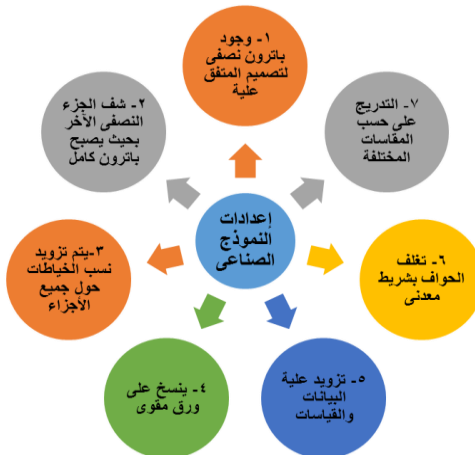 إعدادات
النموذج
الصناعى
١- وجود
باترون نصفى
لتصميم المتفق
علية
٢- شف الجزء
النصفى الآخر
بحيث يصبح
باترون كامل
٣-يتم تزويد
نسب الخياطات
حول جميع
الأجزاء
٤- ينسخ على
ورق مقوى
٥- تزويد علية
البيانات
والقياسات
٦- تغلف
الحواف بشريط
معدنى
٧- التدريج
على حسب
المقاسات
المختلفة